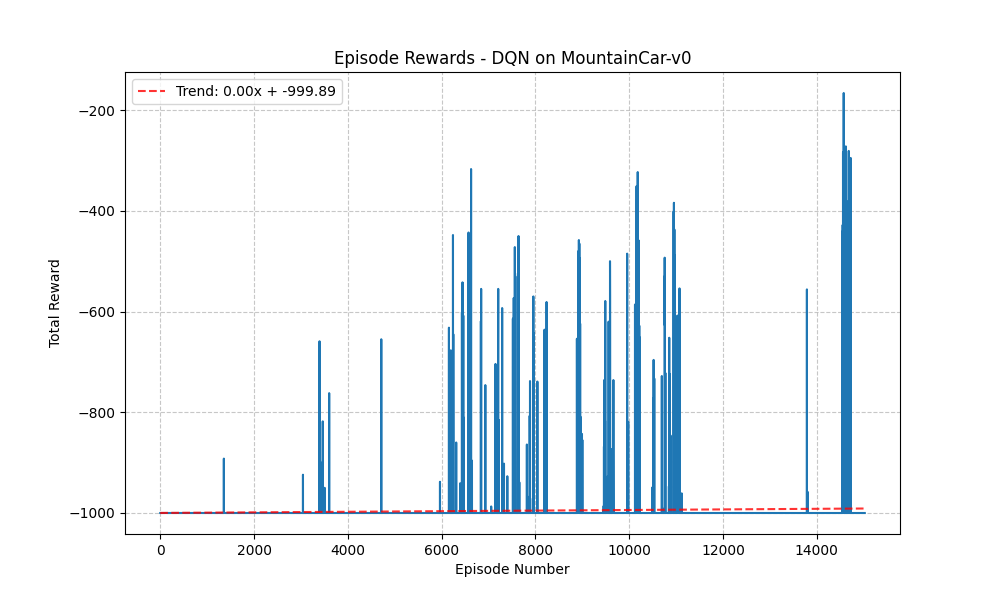 Episode Rewards - DQN on MountainCar-v0
Trend: 0.00x + -999.89
Total Reward
−200
−400
−600
−800
−1000
0 2000 4000 6000 8000 10000 12000 14000
Episode Number